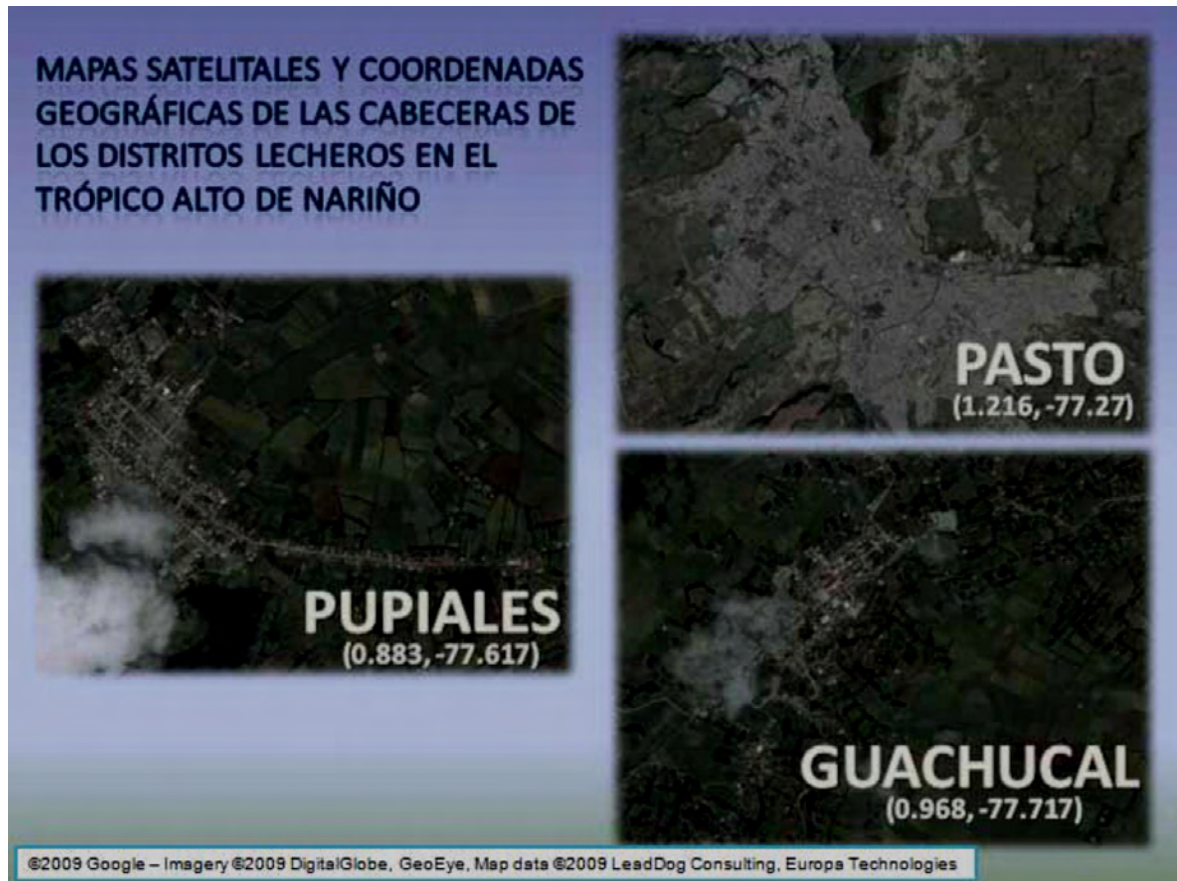 MAPAS SATELITALES Y COORDENADAS
GEOGRÁFICAS DE LAS CABECERAS DE
LOS DISTRITOS LECHEROS EN EL
TRÓPICO ALTO DE NARIÑO
PASTO
(1.216, -77.27)
PUPIALES
(0.883, -77.617)
GUACHUCAL
(0.968, -77.717)
©2009 Google – Imagery ©2009 DigitalGlobe, GeoEye, Map data ©2009 LeadDog Consulting, Europa Technologies